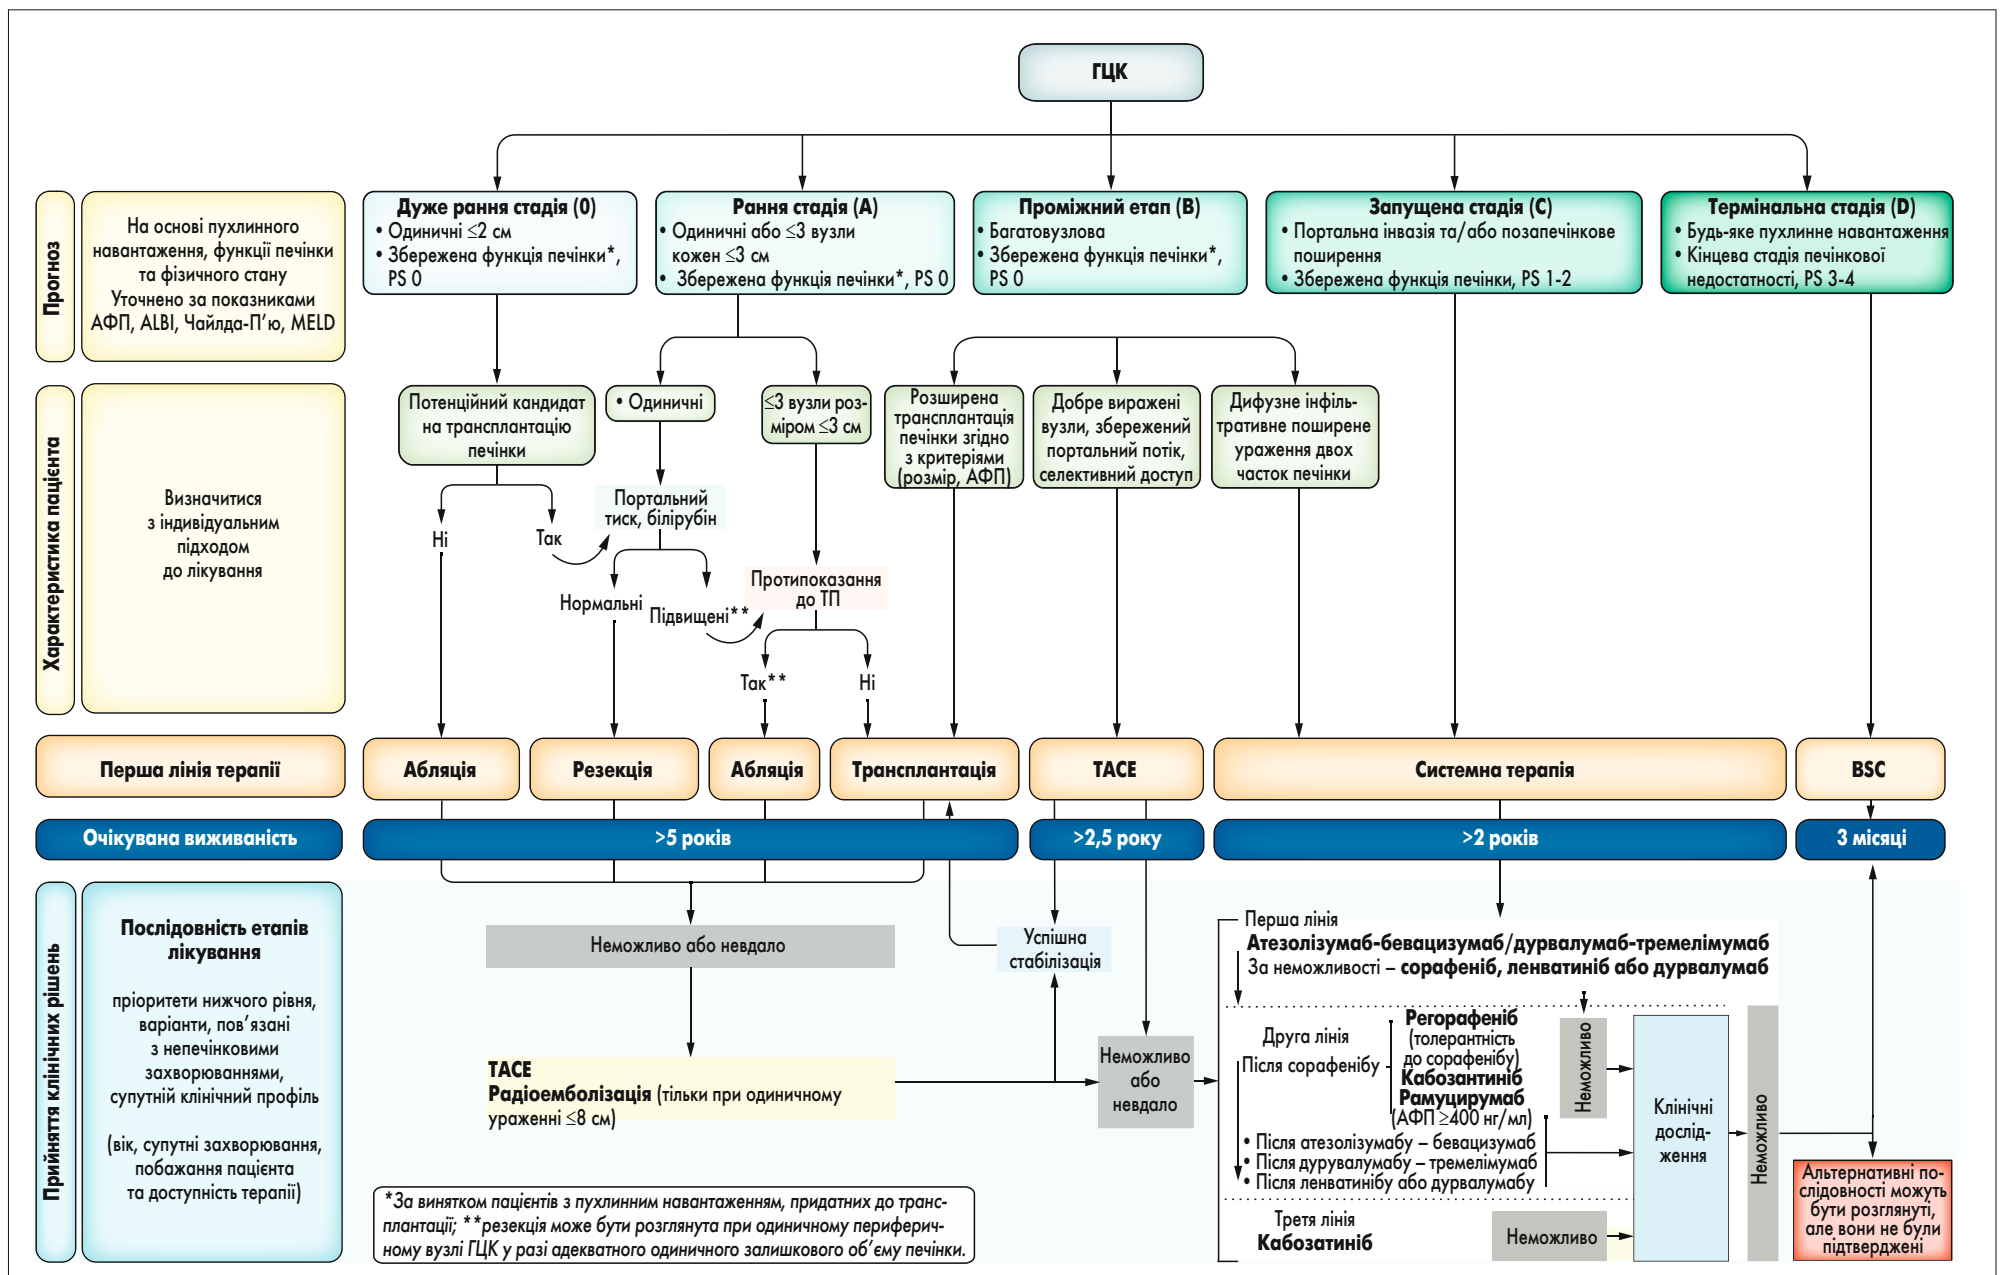 ГЦК
Прогноз
На основі пухлинного
навантаження, функції печінки
та фізичного стану
Уточнено за показниками
АФП, ALBI, Чайлда-П’ю, MELD
Дуже рання стадія (0)
• Одиничні ≤2 см
• Збережена функція печінки*,
PS 0
Рання стадія (А)
• Одиничні або ≤3 вузли
кожен ≤3 см
• Збережена функція печінки*, PS 0
Проміжний етап (В)
• Багатовузлова
• Збережена функція печінки*,
PS 0
Запущена стадія (С)
• Портальна інвазія та/або позапечінкове
поширення
• Збережена функція печінки, PS 1-2
Термінальна стадія (D)
• Будь-яке пухлинне навантаження
• Кінцева стадія печінкової
недостатності, PS 3-4
Характеристика пацієнта
Визначитися
з індивідуальним
підходом
до лікування
Потенційний кандидат
на трансплантацію
печінки
• Одиничні
≤3 вузли роз-
міром ≤3 см
Розширена
трансплантація
печінки згідно
з критеріями
(розмір, АФП)
Добре виражені
вузли, збережений
портальний потік,
селективний доступ
Дифузне інфіль-
тративне поширене
ураження двох
часток печінки
Ні
Так
Портальний
тиск, білірубін
Нормальні
Підвищені**
Протипоказання
до ТП
Так**
Ні
Перша лінія терапії
Абляція
Резекція
Абляція
Трансплантація
TACE
Системна терапія
BSC
Очікувана виживаність
>5 років
>2,5 року
>2 років
3 місяці
Прийняття клінічних рішень
Послідовність етапів
лікування
пріоритети нижчого рівня,
варіанти, пов’язані
з непечінковими
захворюваннями,
супутній клінічний профіль
(вік, супутні захворювання,
побажання пацієнта
та доступність терапії)
Неможливо або невдало
Успішна
стабілізація
TACE
Радіоемболізація (тільки при одиничному
ураженні ≤8 см)
Неможливо
або
невдало
Перша лінія
Атезолізумаб-бевацизумаб/дурвалумаб-тремелімумаб
За неможливості – сорафеніб, ленватиніб або дурвалумаб
Друга лінія
Після сорафенібу
Регорафеніб
(толерантність
до сорафенібу)
Кабозантиніб
Рамуцирумаб
(АФП ≥400 нг/мл)
• Після атезолізумабу – бевацизумаб
• Після дурувалумабу – тремелімумаб
• Після ленватинібу або дурвалумабу
Третя лінія
Кабозатиніб
Неможливо
Неможливо
Клінічні
дослід-
ження
Неможливо
Альтернативні по-
слідовності можуть
бути розглянуті,
але вони не були
підтверджені
*За винятком пацієнтів з пухлинним навантаженням, придатних до транс-
плантації; **резекція може бути розглянута при одиничному периферич-
ному вузлі ГЦК у разі адекватного одиничного залишкового об’єму печінки.